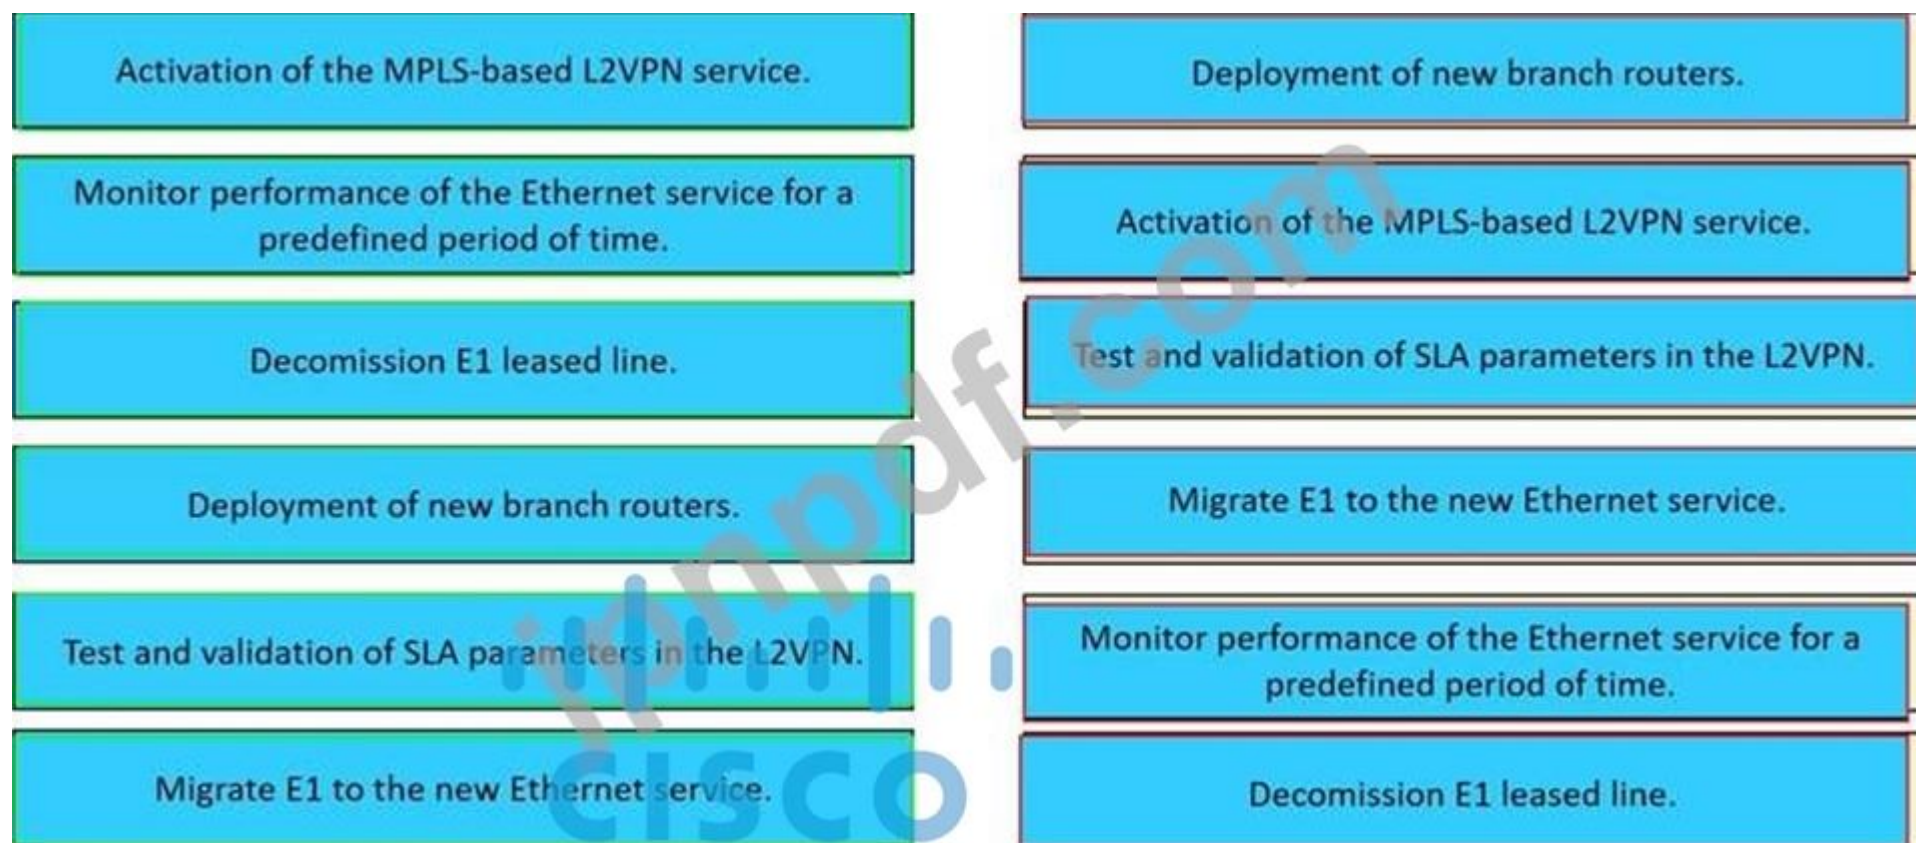 Activation of the MPLS-based L2VPN service.
Monitor performance of the Ethernet service for a
predefined period of time.
Decomission E1 leased line.
Deployment of new branch routers.
Test and validation of SLA parameters in the L2VPN.
Migrate E1 to the new Ethernet service.
Deployment of new branch routers.
Activation of the MPLS-based L2VPN service.
Test and validation of SLA parameters in the L2VPN.
Migrate E1 to the new Ethernet service.
Monitor performance of the Ethernet service for a
predefined period of time.
Decomission E1 leased line.
jpnpdf.com
CISCO